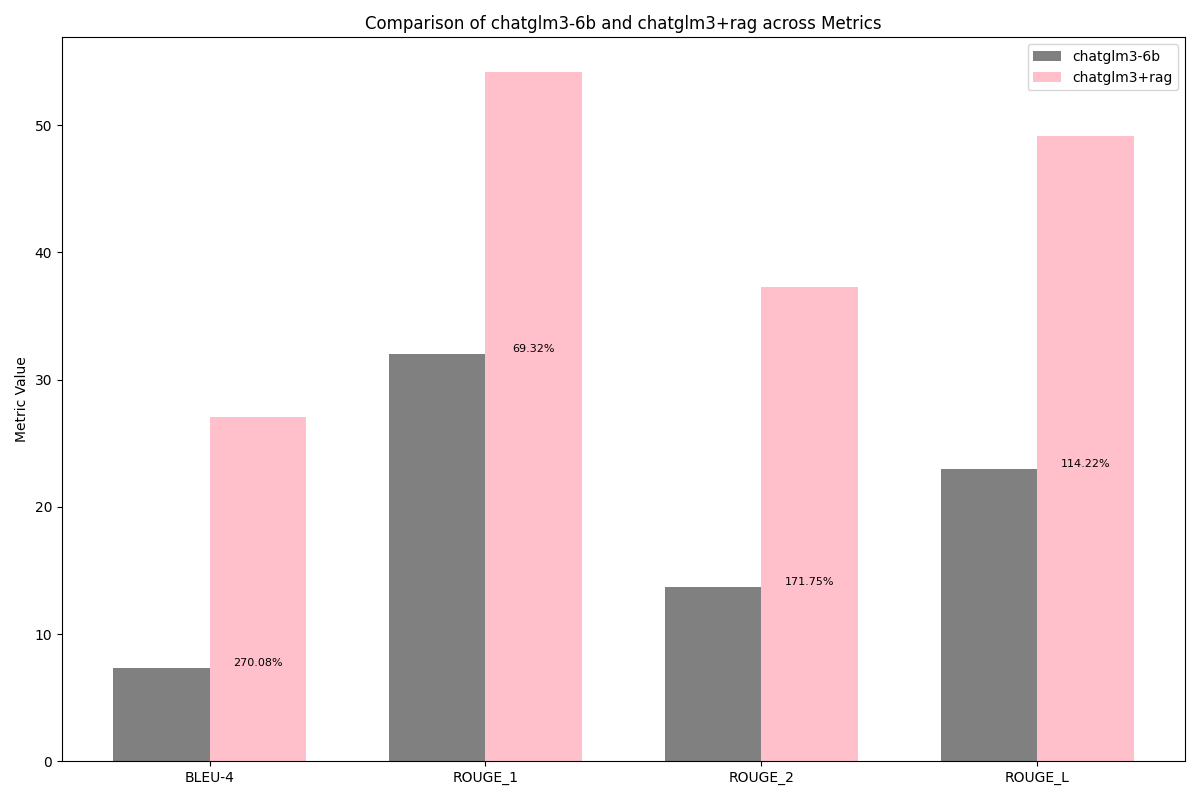 Comparison of chatglm3-6b and chatglm3+rag across Metrics
chatglm3-6b
chatglm3+rag
Metric Value
50
40
30
20
10
0
69.32%
114.22%
171.75%
270.08%
BLEU-4
ROUGE_1
ROUGE_2
ROUGE_L